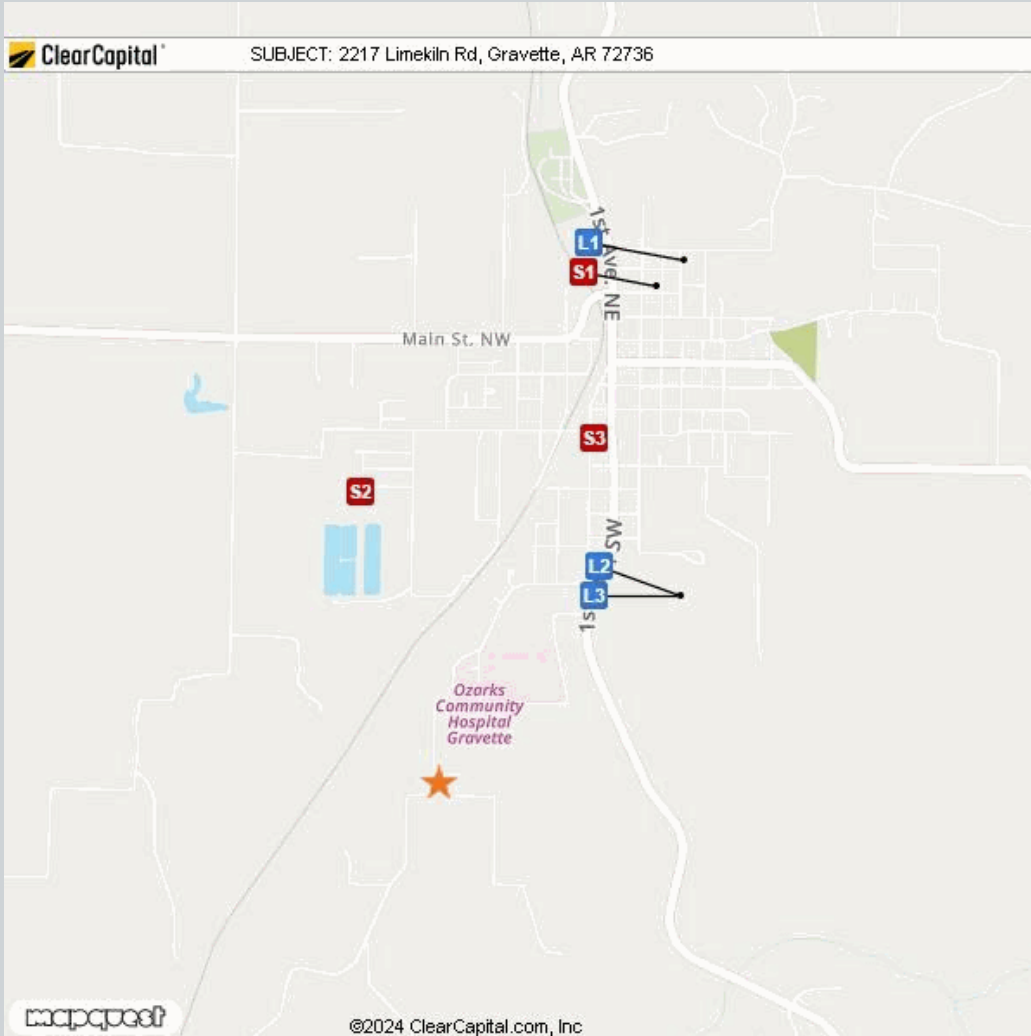 ClearCapital
SUBJECT: 2217 Limekiln Rd, Gravette, AR 72736
1st Ave. NE
L1
S1
Main St. NW
S3
S2
1st
SW
L2
L3
Ozarks
Community
Hospital
Gravette
mapquest
©2024 ClearCapital.com, Inc